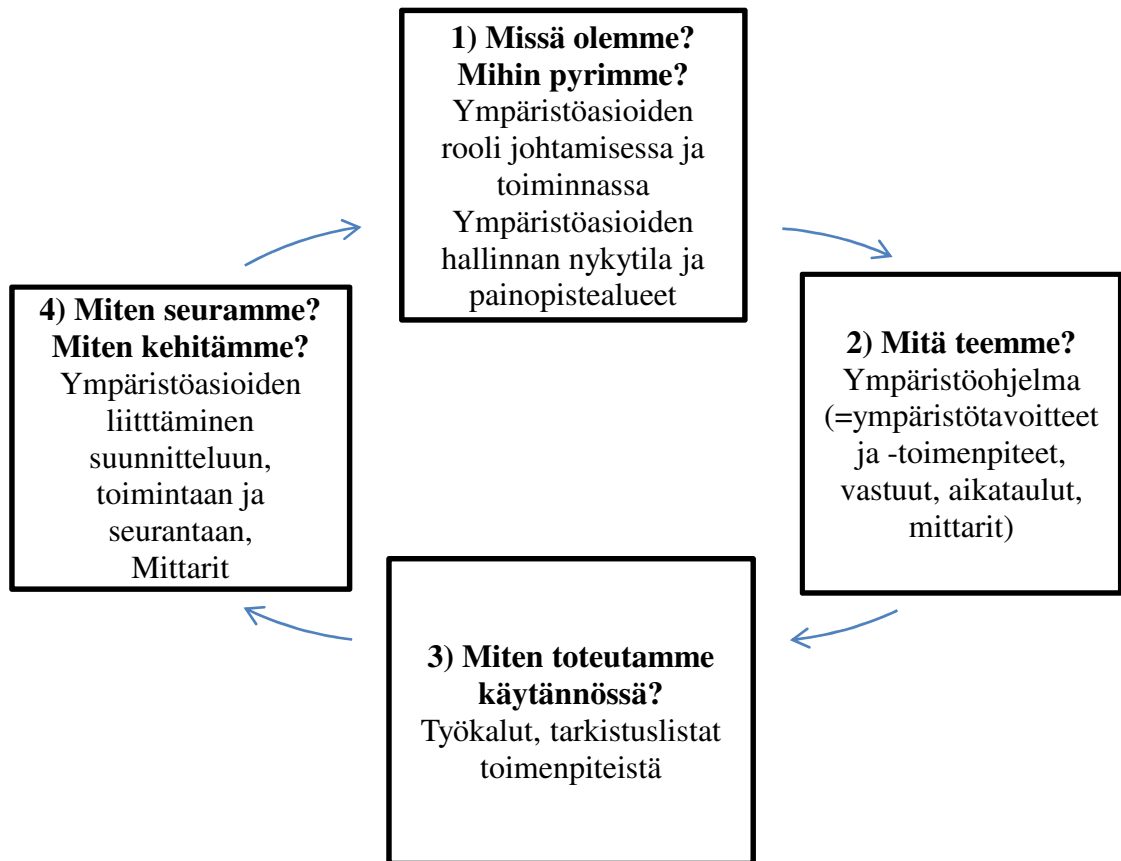 1) Missä olemme?
Mihin pyrimme?
Ympäristöasioiden
rooli johtamisessa ja
toiminnassa
Ympäristöasioiden
hallinnan nykytila ja
painopistealueet
2) Mitä teemme?
Ympäristöohjelma
(=ympäristötavoitteet
ja -toimenpiteet,
vastuut, aikataulut,
mittarit)
3) Miten toteutamme
käytännössä?
Työkalut, tarkistuslistat
toimenpiteistä
4) Miten seuramme?
Miten kehitämme?
Ympäristöasioiden
liitttäminen
suunnitteluun,
toimintaan ja
seurantaan,
Mittarit